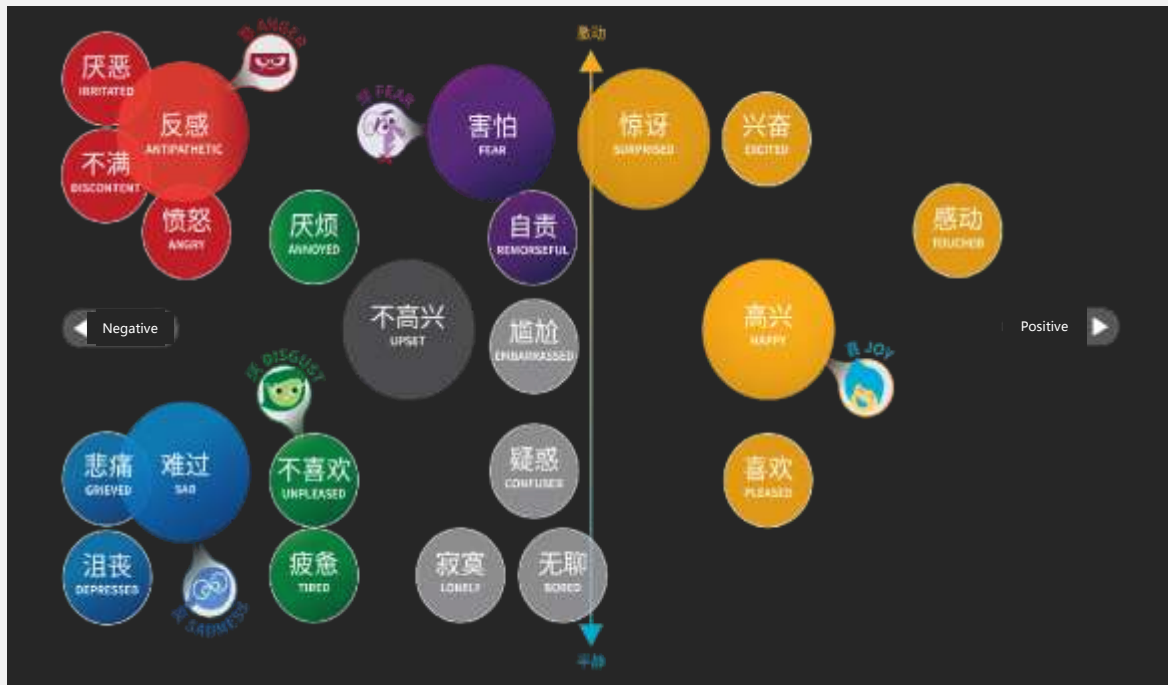 激动
ANGER
厌恶
IRRITATED
反感
ANTIPATHETIC
不满
DISCONTENT
愤怒
ANGRY
FEAR
害怕
FEAR
惊讶
SURPRISED
兴奋
EXCITED
厌烦
ANNOYED
自责
REMORSEFUL
感动
TOUCHED
Negative
不高兴
UPSET
尴尬
EMBARRASSED
高兴
HAPPY
Positive
DISGUST
JOY
悲痛
GRIEVED
难过
SAD
不喜欢
UNPLEASED
疑惑
CONFUSED
喜欢
PLEASED
沮丧
DEPRESSED
SADNESS
疲惫
TIRED
寂寞
LONELY
无聊
BORED
平静